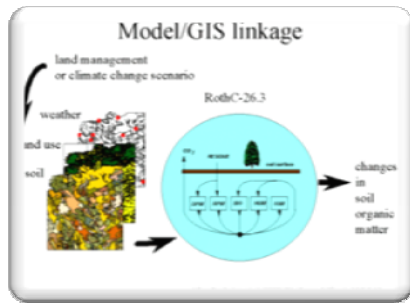 Model/GIS linkage
land management
or climate change scenario
RothC-26.3
weather
and use
soil
changes
in
soil
organic
matter